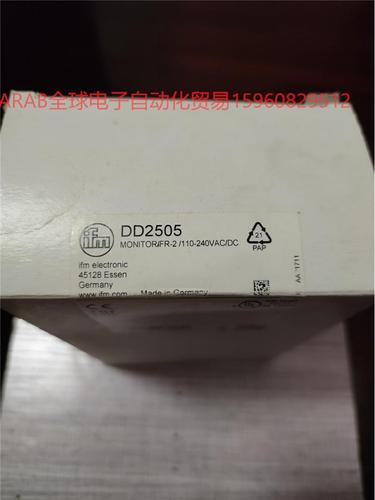 ARAB全球电子自动化贸易15960829512
ifm
DD2505
MONITOR/FR-2 /110-240VAC/DC
ifm electronic
45128 Essen
Germany
www.ifm.com Made in Germany
21
PAP
AA 1711